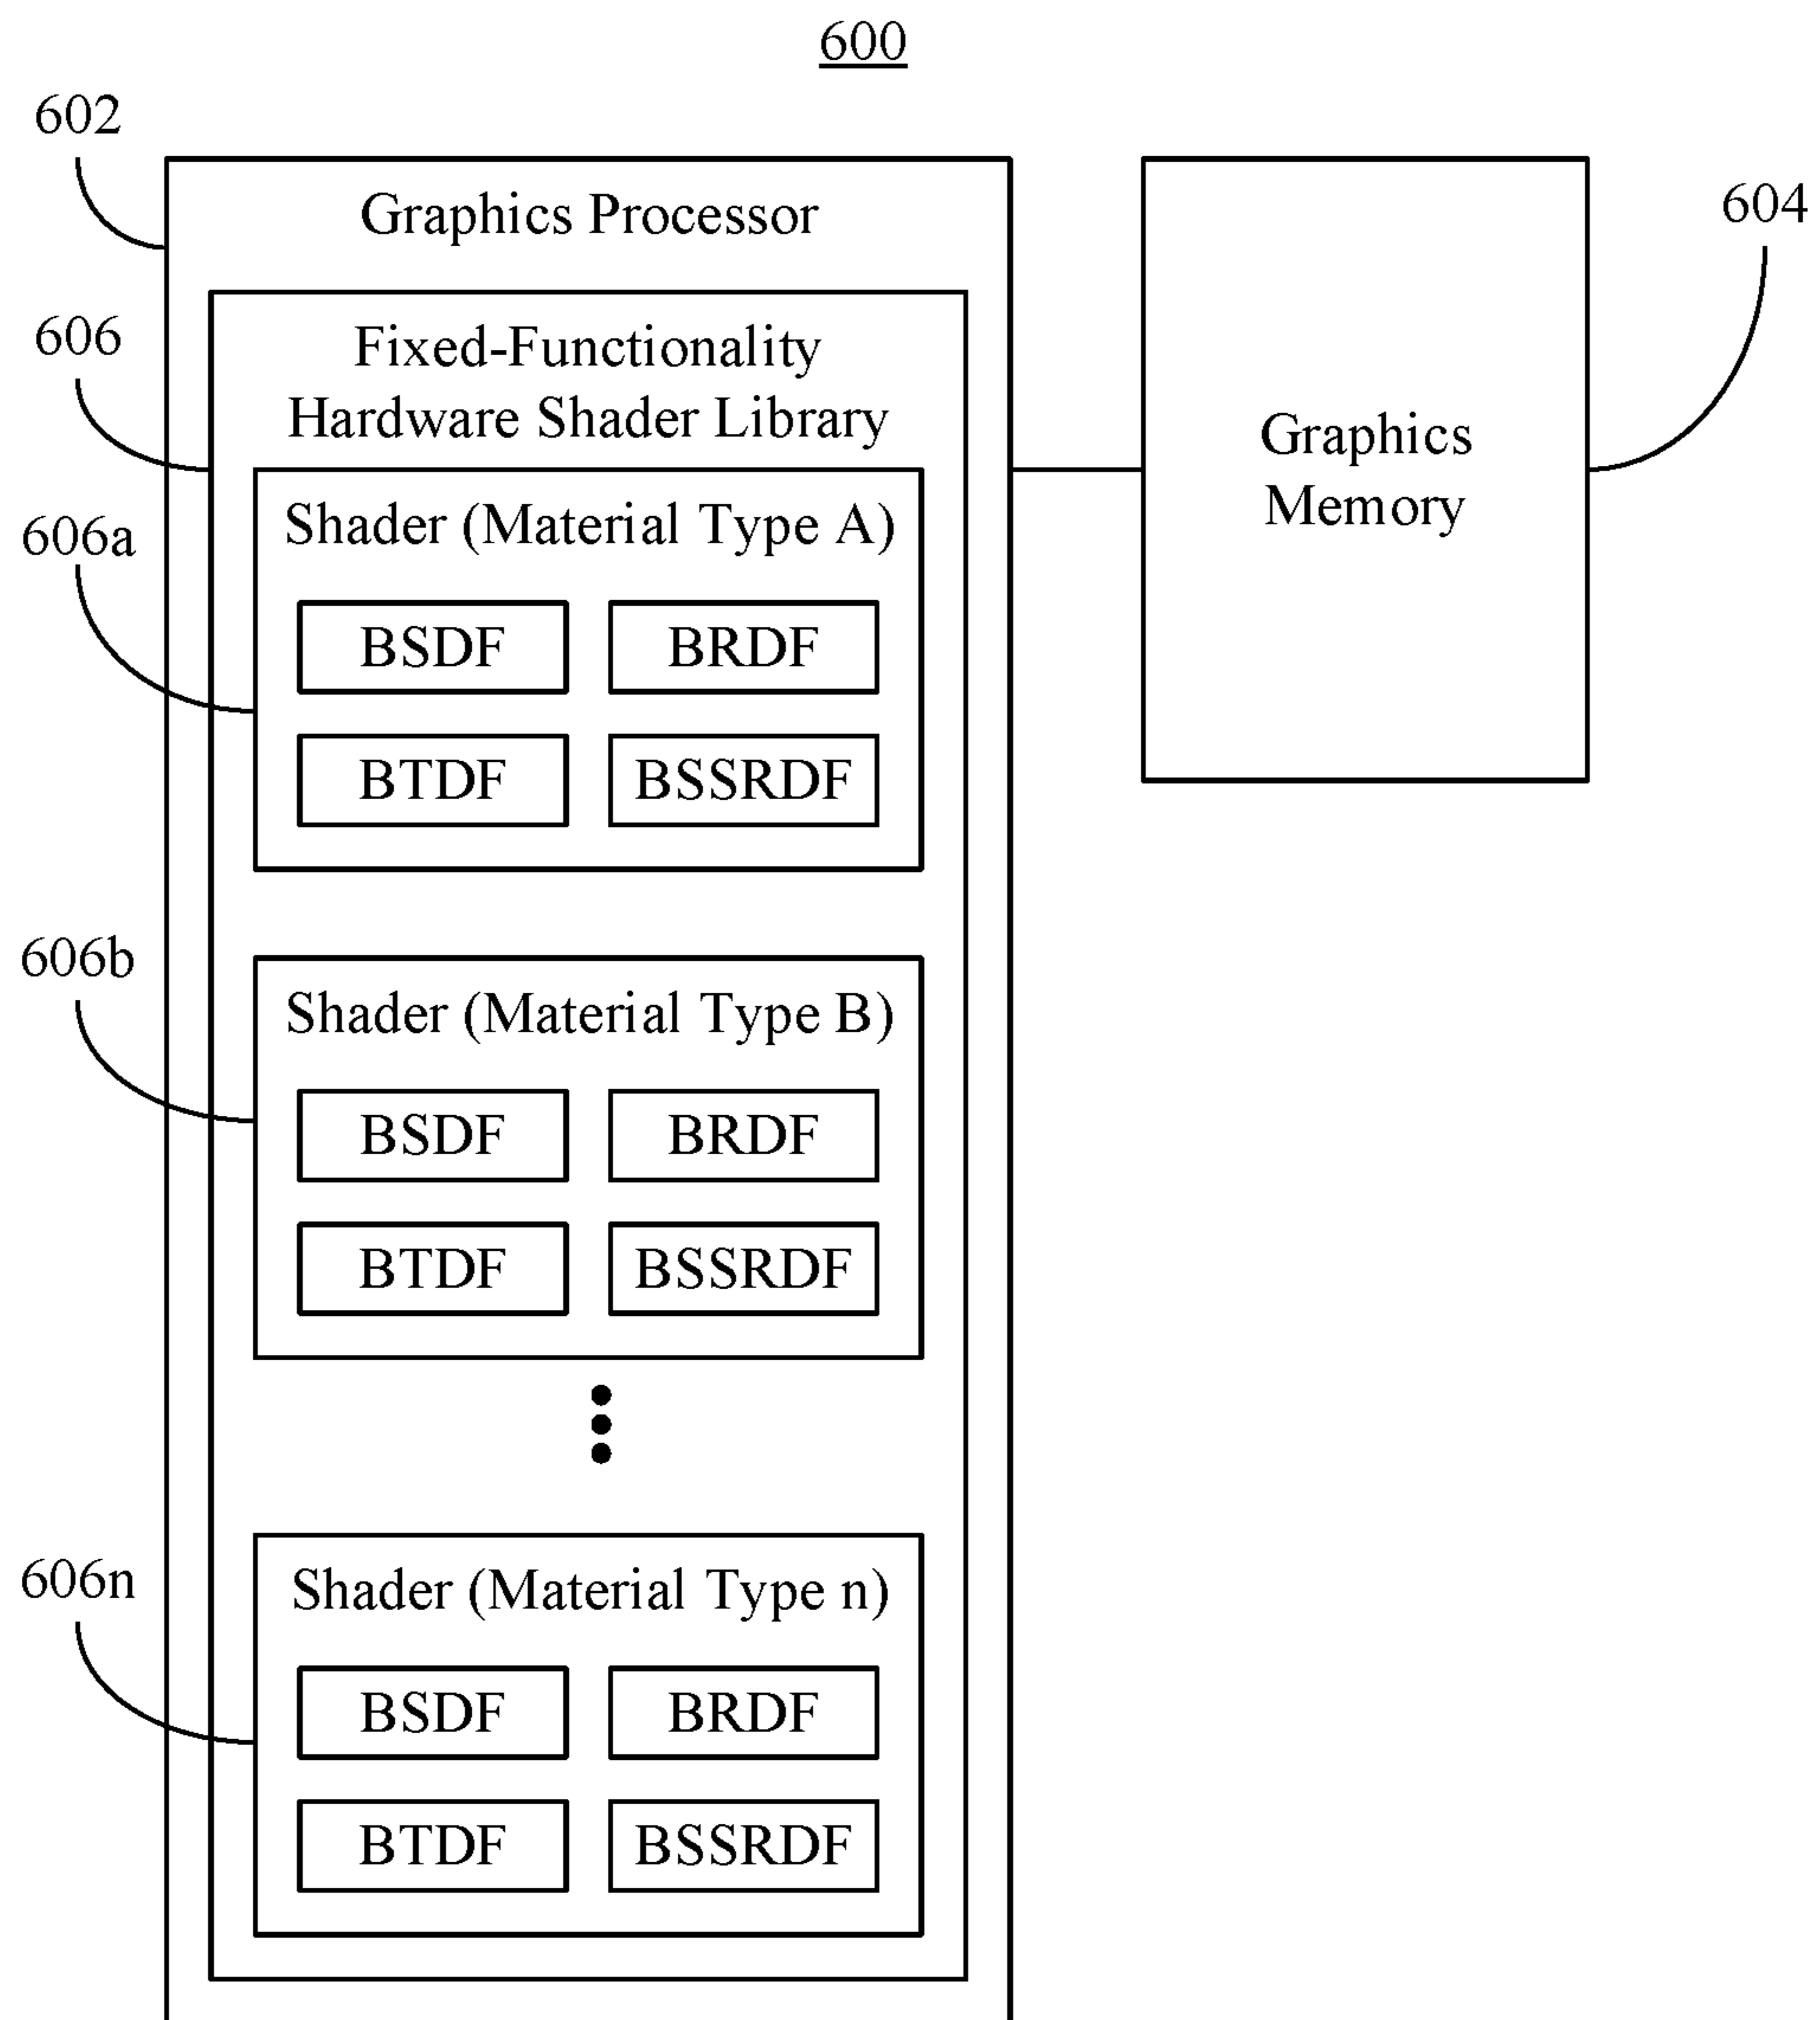 600
602
Graphics Processor
604
606
Fixed-Functionality
Hardware Shader Library
Graphics
Memory
606a
Shader (Material Type A)
BSDF
BRDF
BTDF
BSSRDF
606b
Shader (Material Type B)
BSDF
BRDF
BTDF
BSSRDF
606n
Shader (Material Type n)
BSDF
BRDF
BTDF
BSSRDF